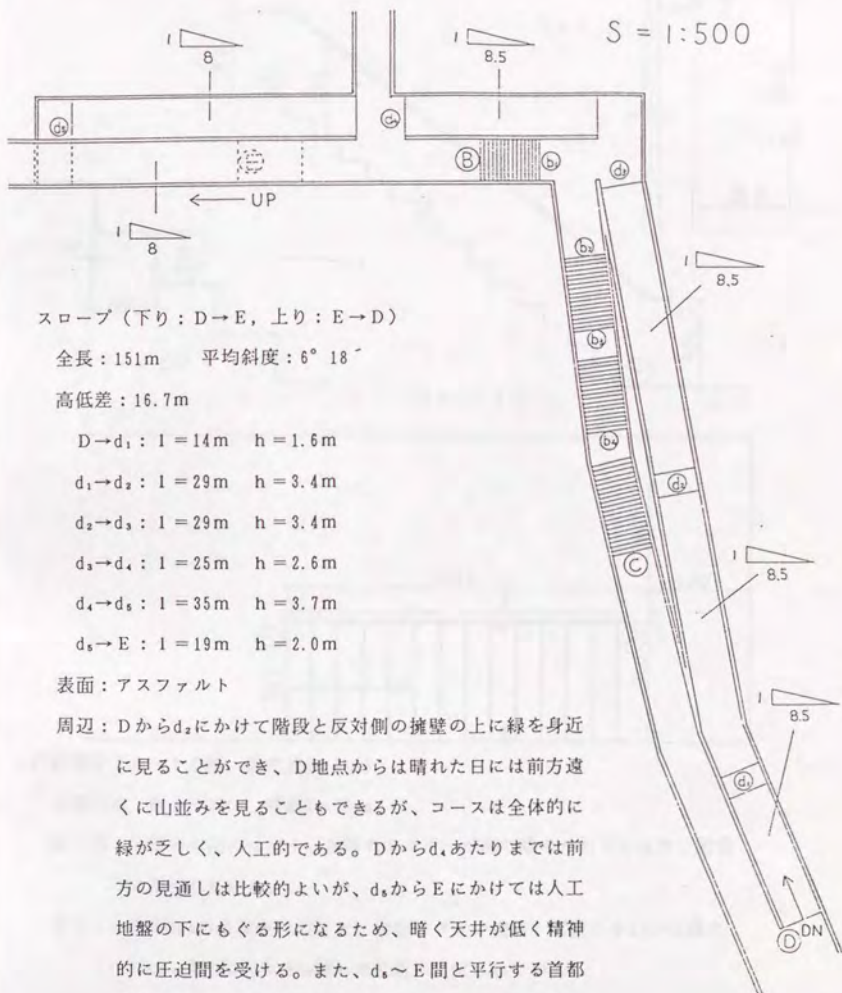 S = 1:500
1
8
1
8.5
d₅
d₄
B
b₁
d₃
E
UP
1
8
b₂
1
8.5
スロープ（下り：D→E，上り：E→D）
全長：151m 平均斜度：6° 18´
高低差：16.7m
b₃
D→d₁：l＝14m h＝1.6m
b₄
d₁→d₂：l＝29m h＝3.4m
d₂
d₂→d₃：l＝29m h＝3.4m
C
1
8.5
d₃→d₄：l＝25m h＝2.6m
d₄→d₅：l＝35m h＝3.7m
d₅→E：l＝19m h＝2.0m
表面：アスファルト
1
8.5
周辺：Dからd₂にかけて階段と反対側の擁壁の上に緑を身近
に見ることができ、D地点からは晴れた日には前方遠
d₁
くに山並みを見ることもできるが、コースは全体的に
緑が乏しく、人工的である。Dからd₄あたりまでは前
方の見通しは比較的よいが、d₅からEにかけては人工
地盤の下にもぐる形になるため、暗く天井が低く精神
D
DN
的に圧迫間を受ける。また、d₅～E間と平行する首都